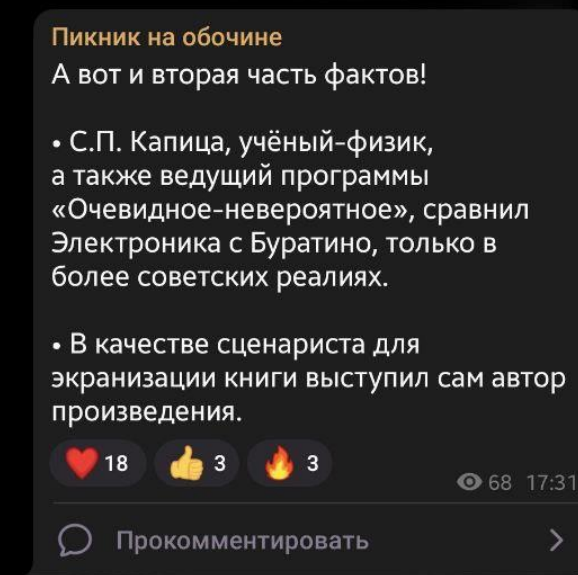 Пикник на обочине
А вот и вторая часть фактов!
• С.П. Капица, учёный-физик,
а также ведущий программы
«Очевидное-невероятное», сравнил
Электроника с Буратино, только в
более советских реалиях.
• В качестве сценариста для
экранизации книги выступил сам автор
произведения.
18 3 3
68 17:31
Прокомментировать